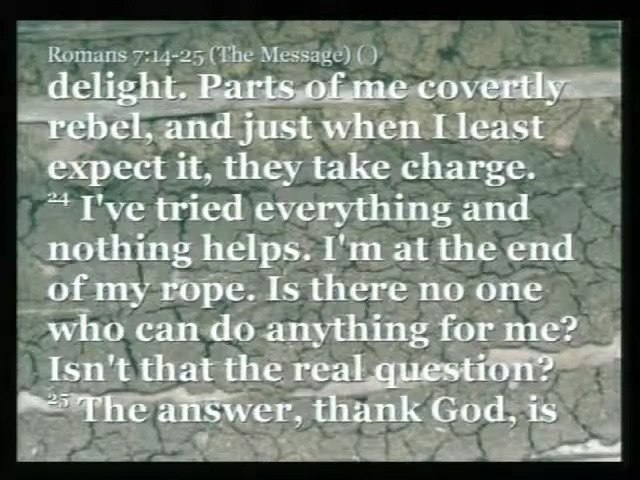 Romans 7:14-25 (The Message) ( )
delight. Parts of me covertly
rebel, and just when I least
expect it, they take charge.
24 I've tried everything and
nothing helps. I'm at the end
of my rope. Is there no one
who can do anything for me?
Isn't that the real question?
25 The answer, thank God, is